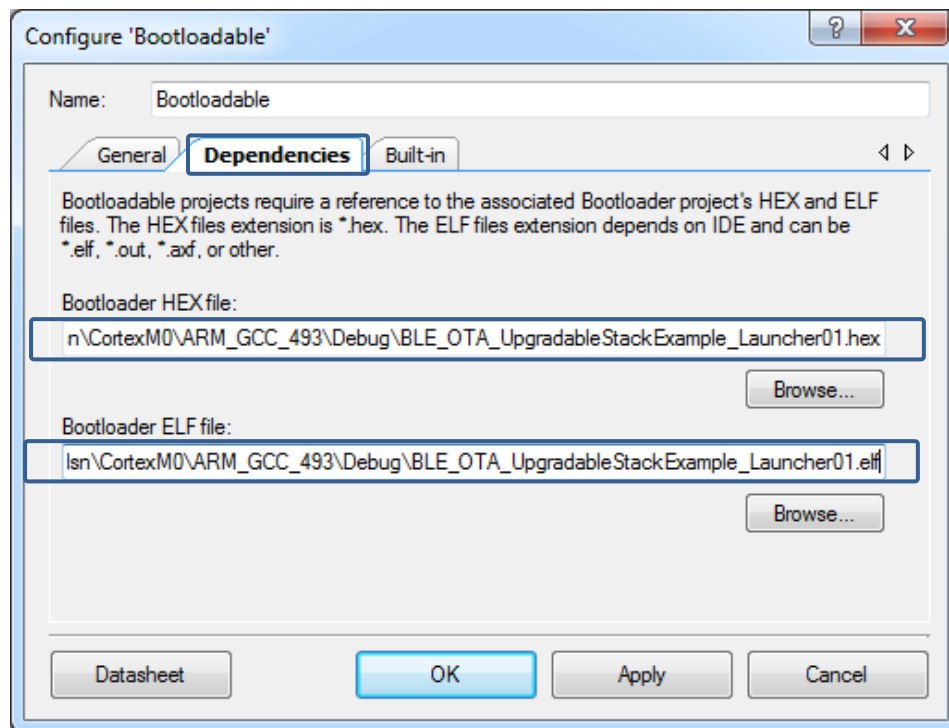 Configure 'Bootloadable'
Name: Bootloadable
General Dependencies Built-in
Bootloadable projects require a reference to the associated Bootloader project's HEX and ELF
files. The HEX files extension is *.hex. The ELF files extension depends on IDE and can be
*.elf, *.out, *.axf, or other.
Bootloader HEX file:
n\CortexM0\ARM_GCC_493\Debug\BLE_OTA_UpgradableStackExample_Launcher01.hex
Browse...
Bootloader ELF file:
lsn\CortexM0\ARM_GCC_493\Debug\BLE_OTA_UpgradableStackExample_Launcher01.elf
Browse...
Datasheet OK Apply Cancel